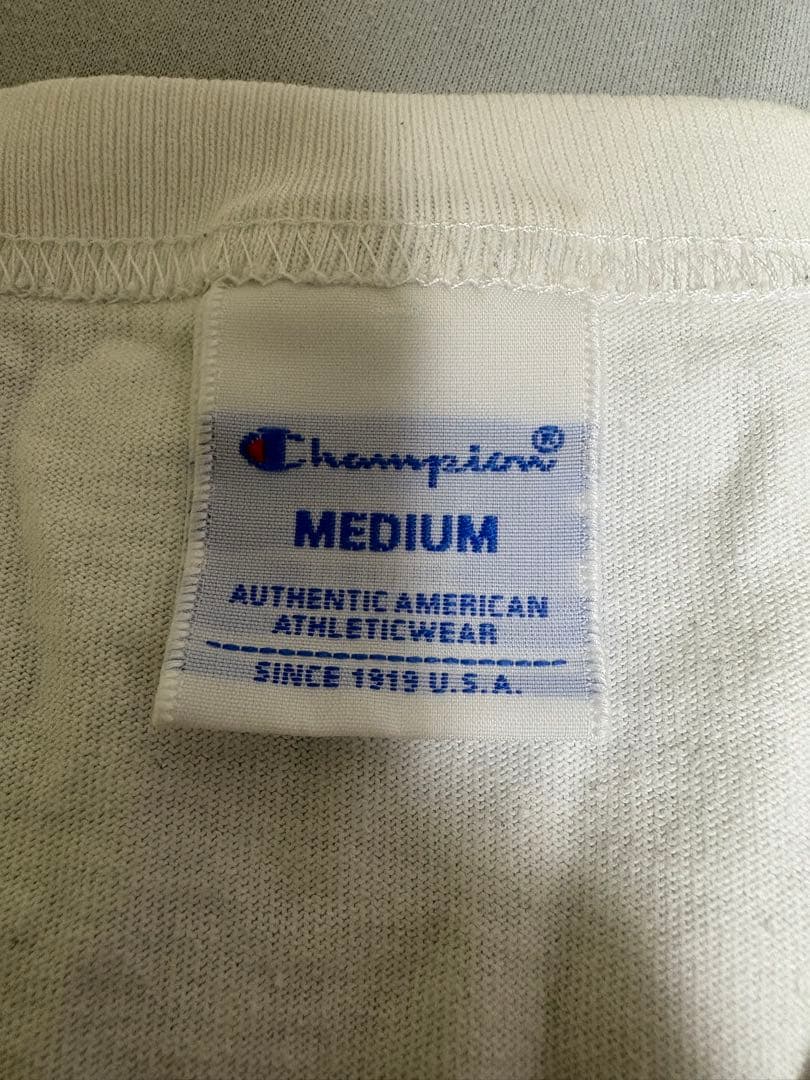 Champion®
MEDIUM
AUTHENTIC AMERICAN
ATHLETICWEAR
SINCE 1919 U.S.A.